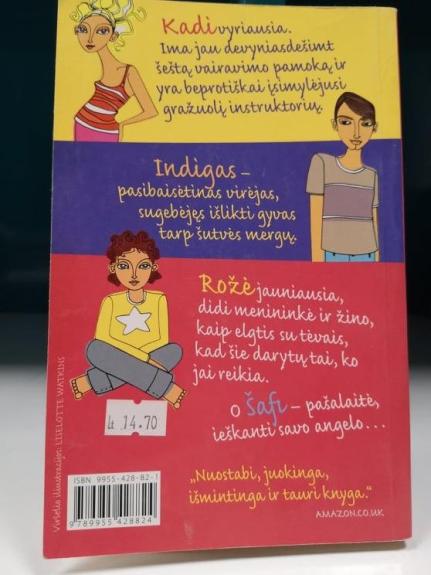 Kadi vyriausia.
Ima jau devyniasdešimt
šeštą vairavimo pamoką ir
yra beprotiškai įsimylėjusi
gražuolį instruktorių.
Indigas –
pasibaisėtinas virėjas,
sugebėjęs išlikti gyvas
tarp šutvės mergų.
Rožė jauniausia,
didi menininkė ir žino,
kaip elgtis su tėvais,
kad šie darytų tai, ko
jai reikia.
O Šafi – pašalaitė,
ieškanti savo angelo...
Viršelio iliustracijos: LISELOTTE WATKINS
4 14.70
ISBN 9955-428-82-1
9789955428824
„Nuostabi, juokinga,
išmintinga ir tauri knyga.“
AMAZON.CO.UK